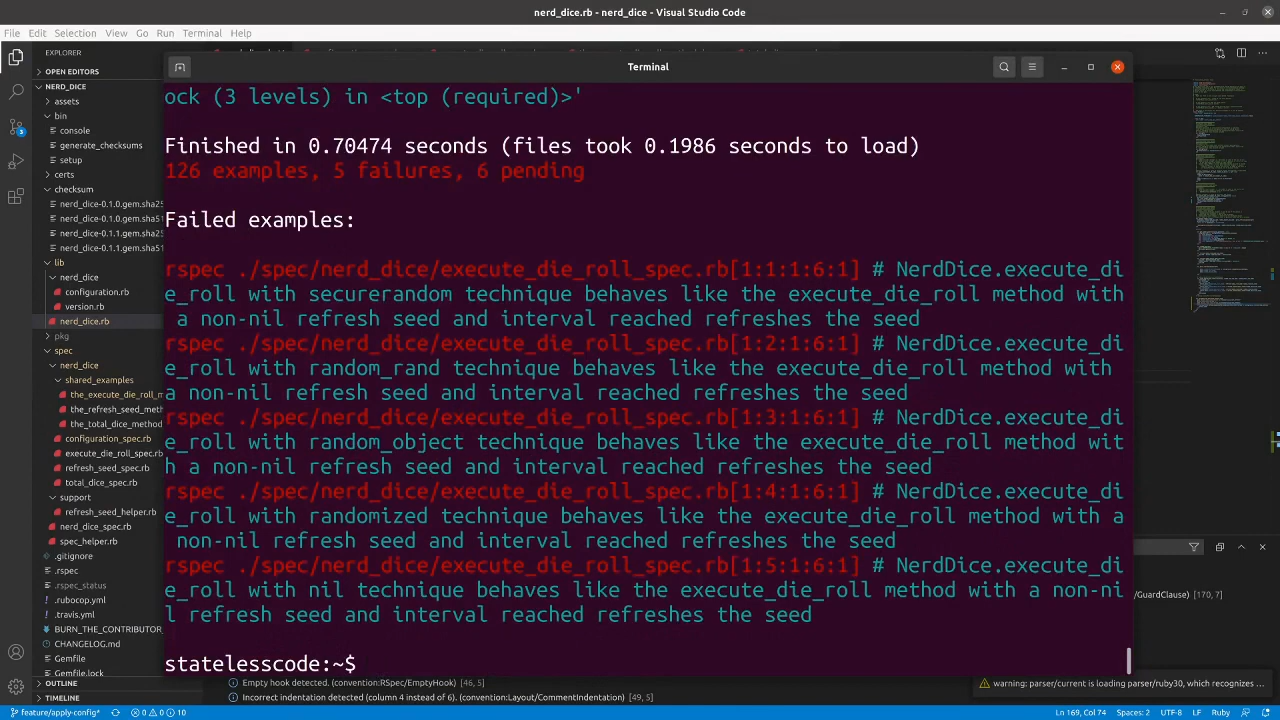 nerd_dice.rb - nerd_dice - Visual Studio Code
File Edit Selection View Go Run Terminal Help
EXPLORER
OPEN EDITORS
NERD_DICE
assets
bin
console
generate_checksums
setup
certs
checksum
nerd_dice-0.1.0.gem.sha25
nerd_dice-0.1.0.gem.sha51
nerd_dice-0.1.1.gem.sha25
nerd_dice-0.1.1.gem.sha51
lib
nerd_dice
configuration.rb
version.rb
nerd_dice.rb
pkg
spec
nerd_dice
shared_examples
the_execute_die_roll_m
the_refresh_seed_meth
the_total_dice_method
configuration_spec.rb
execute_die_roll_spec.rb
refresh_seed_spec.rb
total_dice_spec.rb
support
refresh_seed_helper.rb
nerd_dice_spec.rb
spec_helper.rb
.gitignore
.rspec
.rspec_status
.rubocop.yml
.travis.yml
BURN_THE_CONTRIBUTOR_
CHANGELOG.md
Gemfile
Gemfile.lock
OUTLINE
TIMELINE
3
Terminal
ock (3 levels) in <top (required)>'
Finished in 0.70474 seconds (files took 0.1986 seconds to load)
126 examples, 5 failures, 6 pending
Failed examples:
rspec ./spec/nerd_dice/execute_die_roll_spec.rb[1:1:1:6:1] # NerdDice.execute_di
e_roll with securerandom technique behaves like the execute_die_roll method with
a non-nil refresh seed and interval reached refreshes the seed
rspec ./spec/nerd_dice/execute_die_roll_spec.rb[1:2:1:6:1] # NerdDice.execute_di
e_roll with random_rand technique behaves like the execute_die_roll method with
a non-nil refresh seed and interval reached refreshes the seed
rspec ./spec/nerd_dice/execute_die_roll_spec.rb[1:3:1:6:1] # NerdDice.execute_di
e_roll with random_object technique behaves like the execute_die_roll method wit
h a non-nil refresh seed and interval reached refreshes the seed
rspec ./spec/nerd_dice/execute_die_roll_spec.rb[1:4:1:6:1] # NerdDice.execute_di
e_roll with randomized technique behaves like the execute_die_roll method with a
non-nil refresh seed and interval reached refreshes the seed
rspec ./spec/nerd_dice/execute_die_roll_spec.rb[1:5:1:6:1] # NerdDice.execute_di
e_roll with nil technique behaves like the execute_die_roll method with a non-ni
l refresh seed and interval reached refreshes the seed
statelesscode:~$
/GuardClause) [170, 7]
Empty hook detected. (convention:RSpec/EmptyHook) [46, 5]
Incorrect indentation detected (column 4 instead of 6). (convention:Layout/CommentIndentation) [49, 5]
warning: parser/current is loading parser/ruby30, which recognizes ...
feature/apply-config* 0 0 10 Ln 169, Col 74 Spaces: 2 UTF-8 LF Ruby